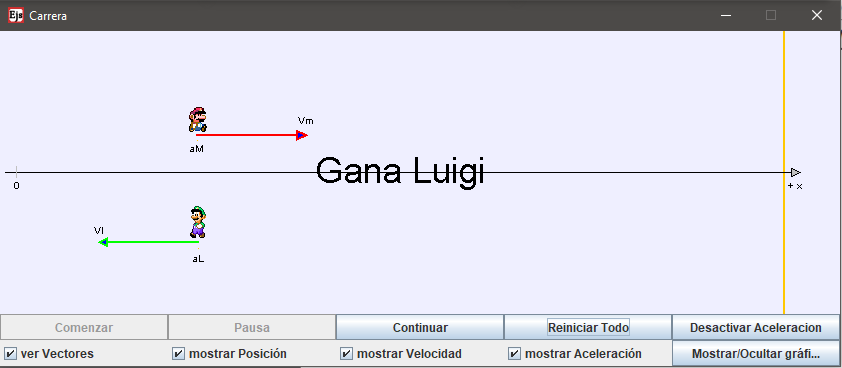 Ejs Carrera
Vm
aM
Gana Luigi
0
+ x
Vl
aL
Comenzar Pausa Continuar Reiniciar Todo Desactivar Aceleracion
ver Vectores mostrar Posición mostrar Velocidad mostrar Aceleración Mostrar/Ocultar gráfi...